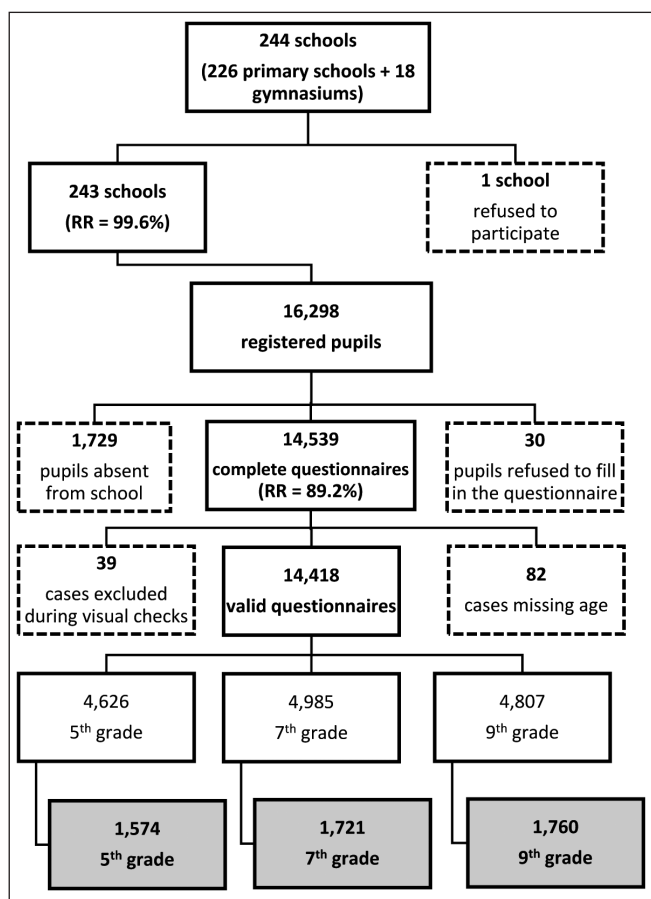 244 schools
(226 primary schools + 18
gymnasiums)
243 schools
(RR = 99.6%)
1 school
refused to
participate
16,298
registered pupils
1,729
pupils absent
from school
14,539
complete questionnaires
(RR = 89.2%)
30
pupils refused to fill
in the questionnaire
39
cases excluded
during visual checks
14,418
valid questionnaires
82
cases missing age
4,626
5th grade
4,985
7th grade
4,807
9th grade
1,574
5th grade
1,721
7th grade
1,760
9th grade